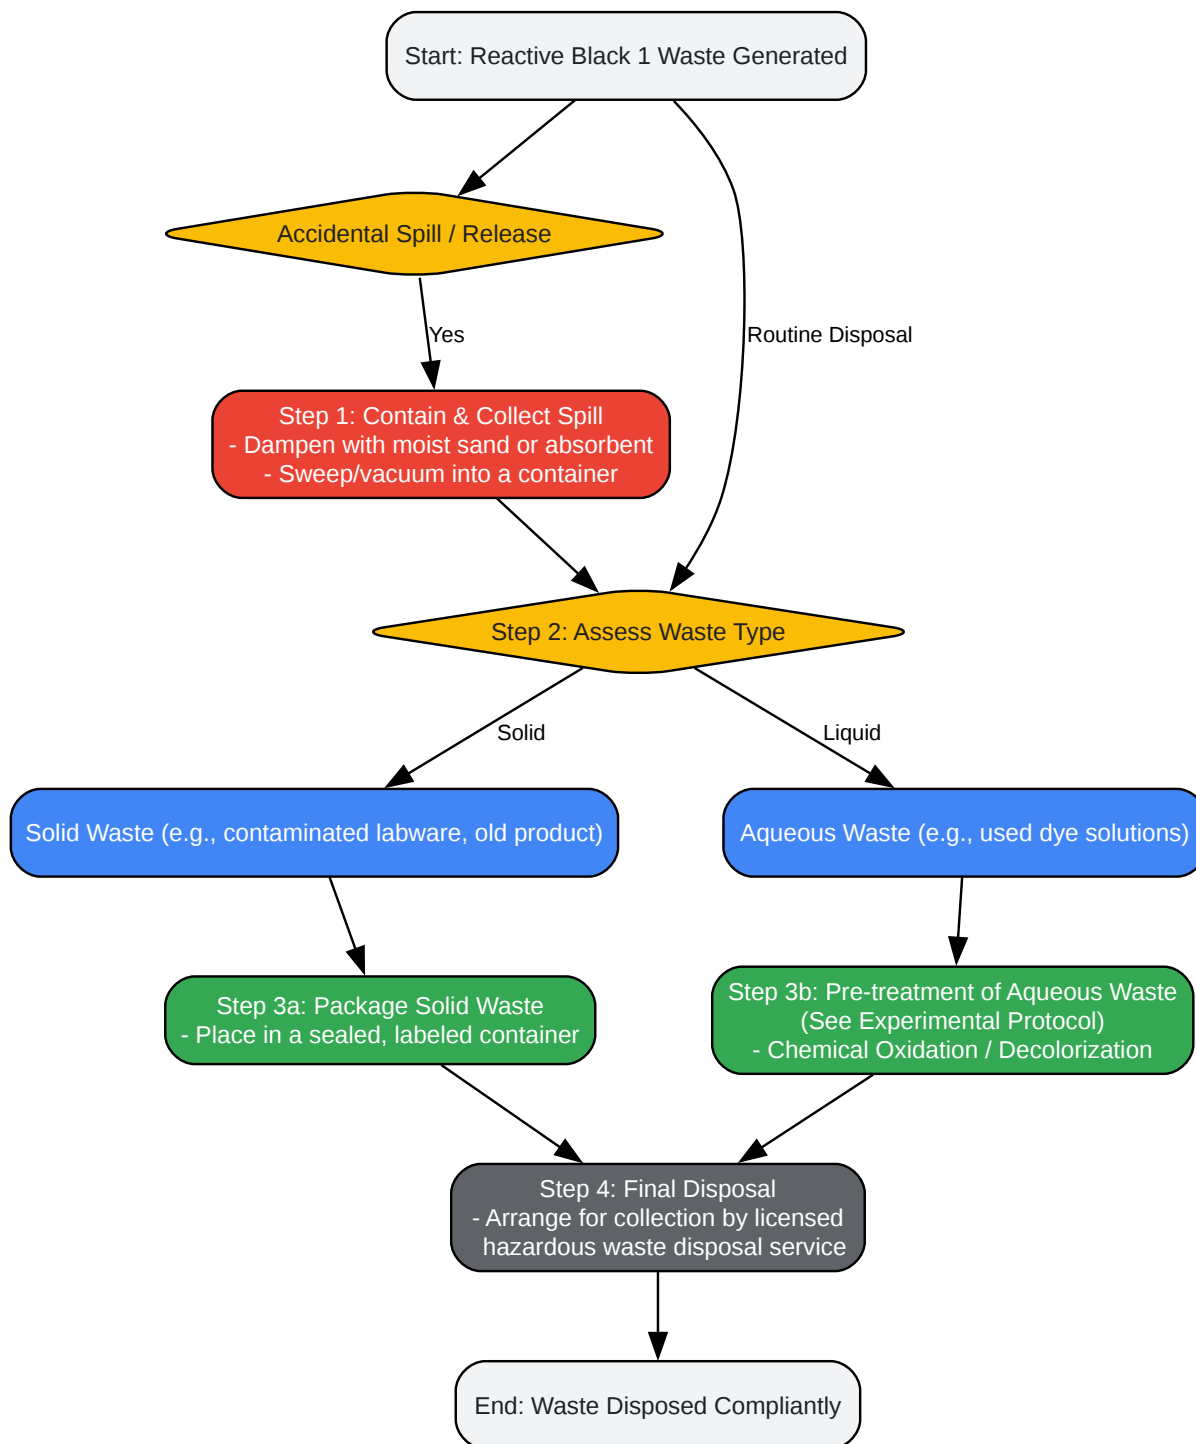 Start: Reactive Black 1 Waste Generated
Accidental Spill / Release
Yes
Routine Disposal
Step 1: Contain & Collect Spill
- Dampen with moist sand or absorbent
- Sweep/vacuum into a container
Step 2: Assess Waste Type
Solid
Liquid
Solid Waste (e.g., contaminated labware, old product)
Aqueous Waste (e.g., used dye solutions)
Step 3a: Package Solid Waste
- Place in a sealed, labeled container
Step 3b: Pre-treatment of Aqueous Waste
(See Experimental Protocol)
- Chemical Oxidation / Decolorization
Step 4: Final Disposal
- Arrange for collection by licensed
hazardous waste disposal service
End: Waste Disposed Compliantly